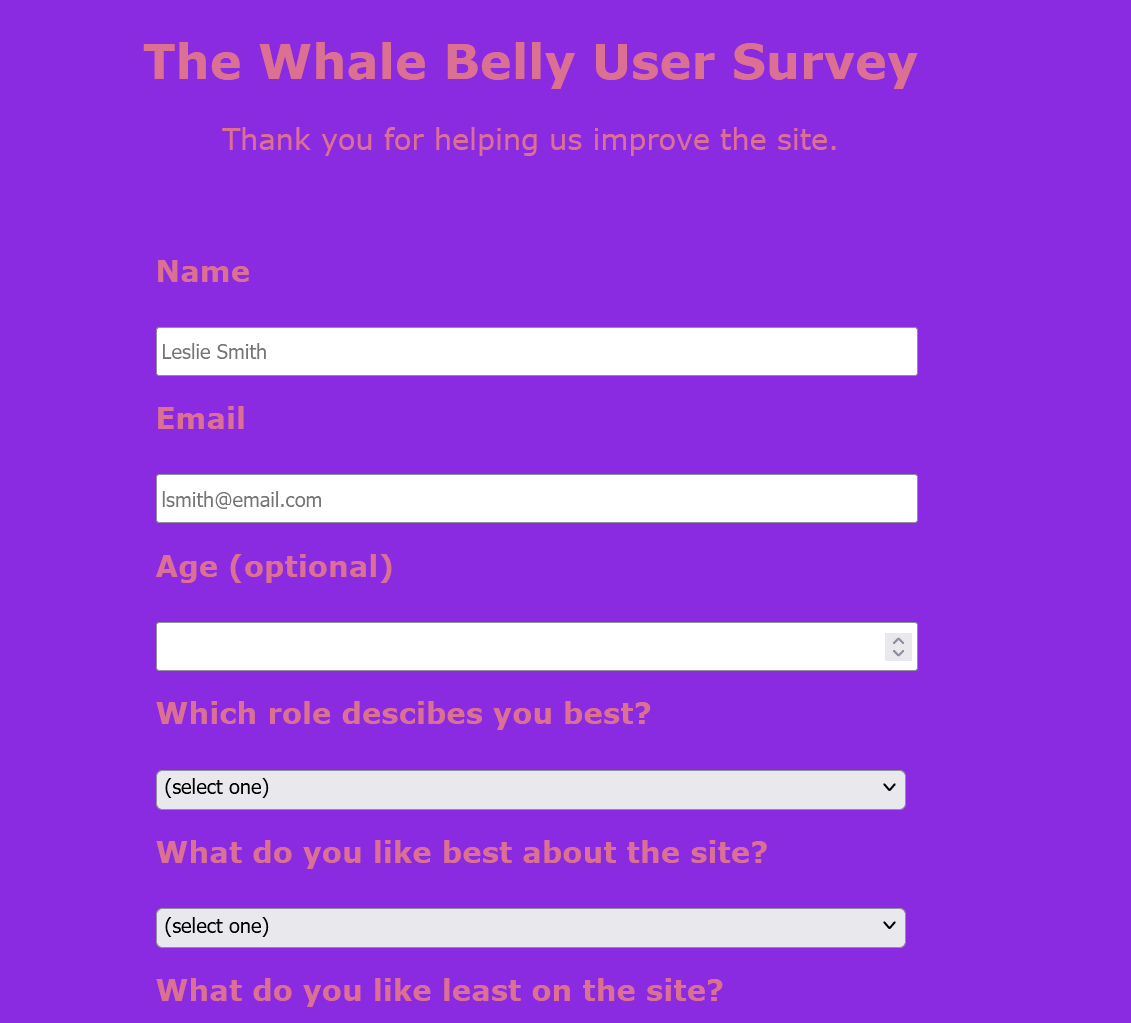 The Whale Belly User Survey
Thank you for helping us improve the site.
Name
Leslie Smith
Email
lsmith@email.com
Age (optional)
Which role descibes you best?
(select one)
What do you like best about the site?
(select one)
What do you like least on the site?